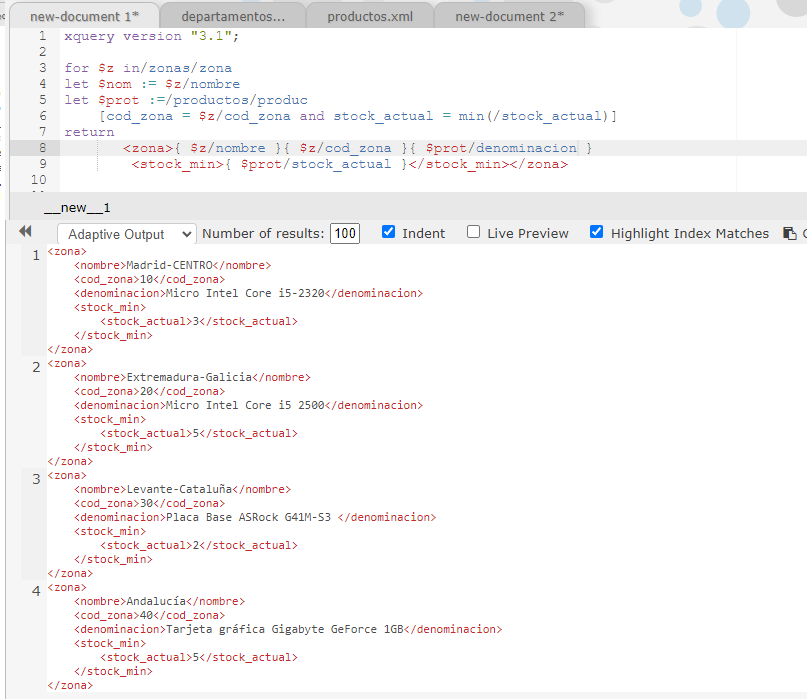 new-document 1*
departamentos...
productos.xml
new-document 2*
1 xquery version "3.1";
2
3 for $z in/zonas/zona
4 let $nom := $z/nombre
5 let $prot :=/productos/produc
6 [cod_zona = $z/cod_zona and stock_actual = min(/stock_actual)]
7 return
8 <zona>{ $z/nombre }{ $z/cod_zona }{ $prot/denominacion }
9 <stock_min>{ $prot/stock_actual }</stock_min></zona>
10
__new__1
Adaptive Output Number of results: 100 Indent Live Preview Highlight Index Matches
1 <zona>
<nombre>Madrid-CENTRO</nombre>
<cod_zona>10</cod_zona>
<denominacion>Micro Intel Core i5-2320</denominacion>
<stock_min>
<stock_actual>3</stock_actual>
</stock_min>
</zona>
2 <zona>
<nombre>Extremadura-Galicia</nombre>
<cod_zona>20</cod_zona>
<denominacion>Micro Intel Core i5 2500</denominacion>
<stock_min>
<stock_actual>5</stock_actual>
</stock_min>
</zona>
3 <zona>
<nombre>Levante-Cataluña</nombre>
<cod_zona>30</cod_zona>
<denominacion>Placa Base ASRock G41M-S3 </denominacion>
<stock_min>
<stock_actual>2</stock_actual>
</stock_min>
</zona>
4 <zona>
<nombre>Andalucía</nombre>
<cod_zona>40</cod_zona>
<denominacion>Tarjeta gráfica Gigabyte GeForce 1GB</denominacion>
<stock_min>
<stock_actual>5</stock_actual>
</stock_min>
</zona>